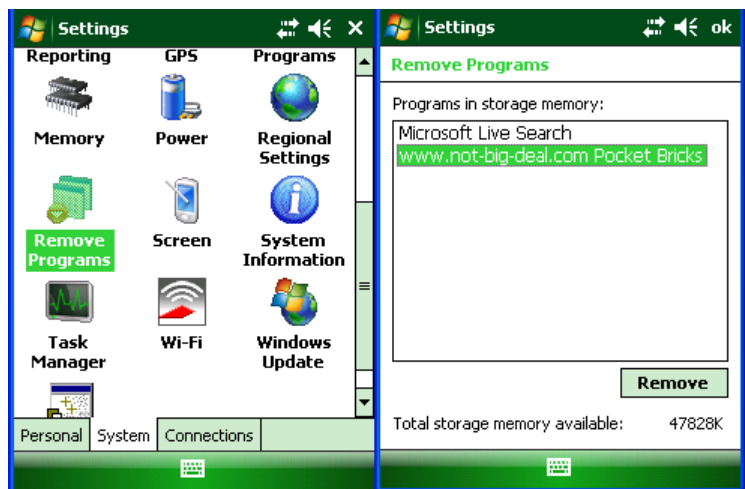 Settings
Reporting GPS Programs
Memory Power Regional
Settings
Remove Screen System
Programs Information
Task Wi-Fi Windows
Manager Update
Personal System Connections
Settings ok
Remove Programs
Programs in storage memory:
Microsoft Live Search
www.not-big-deal.com Pocket Bricks
Remove
Total storage memory available: 47828K